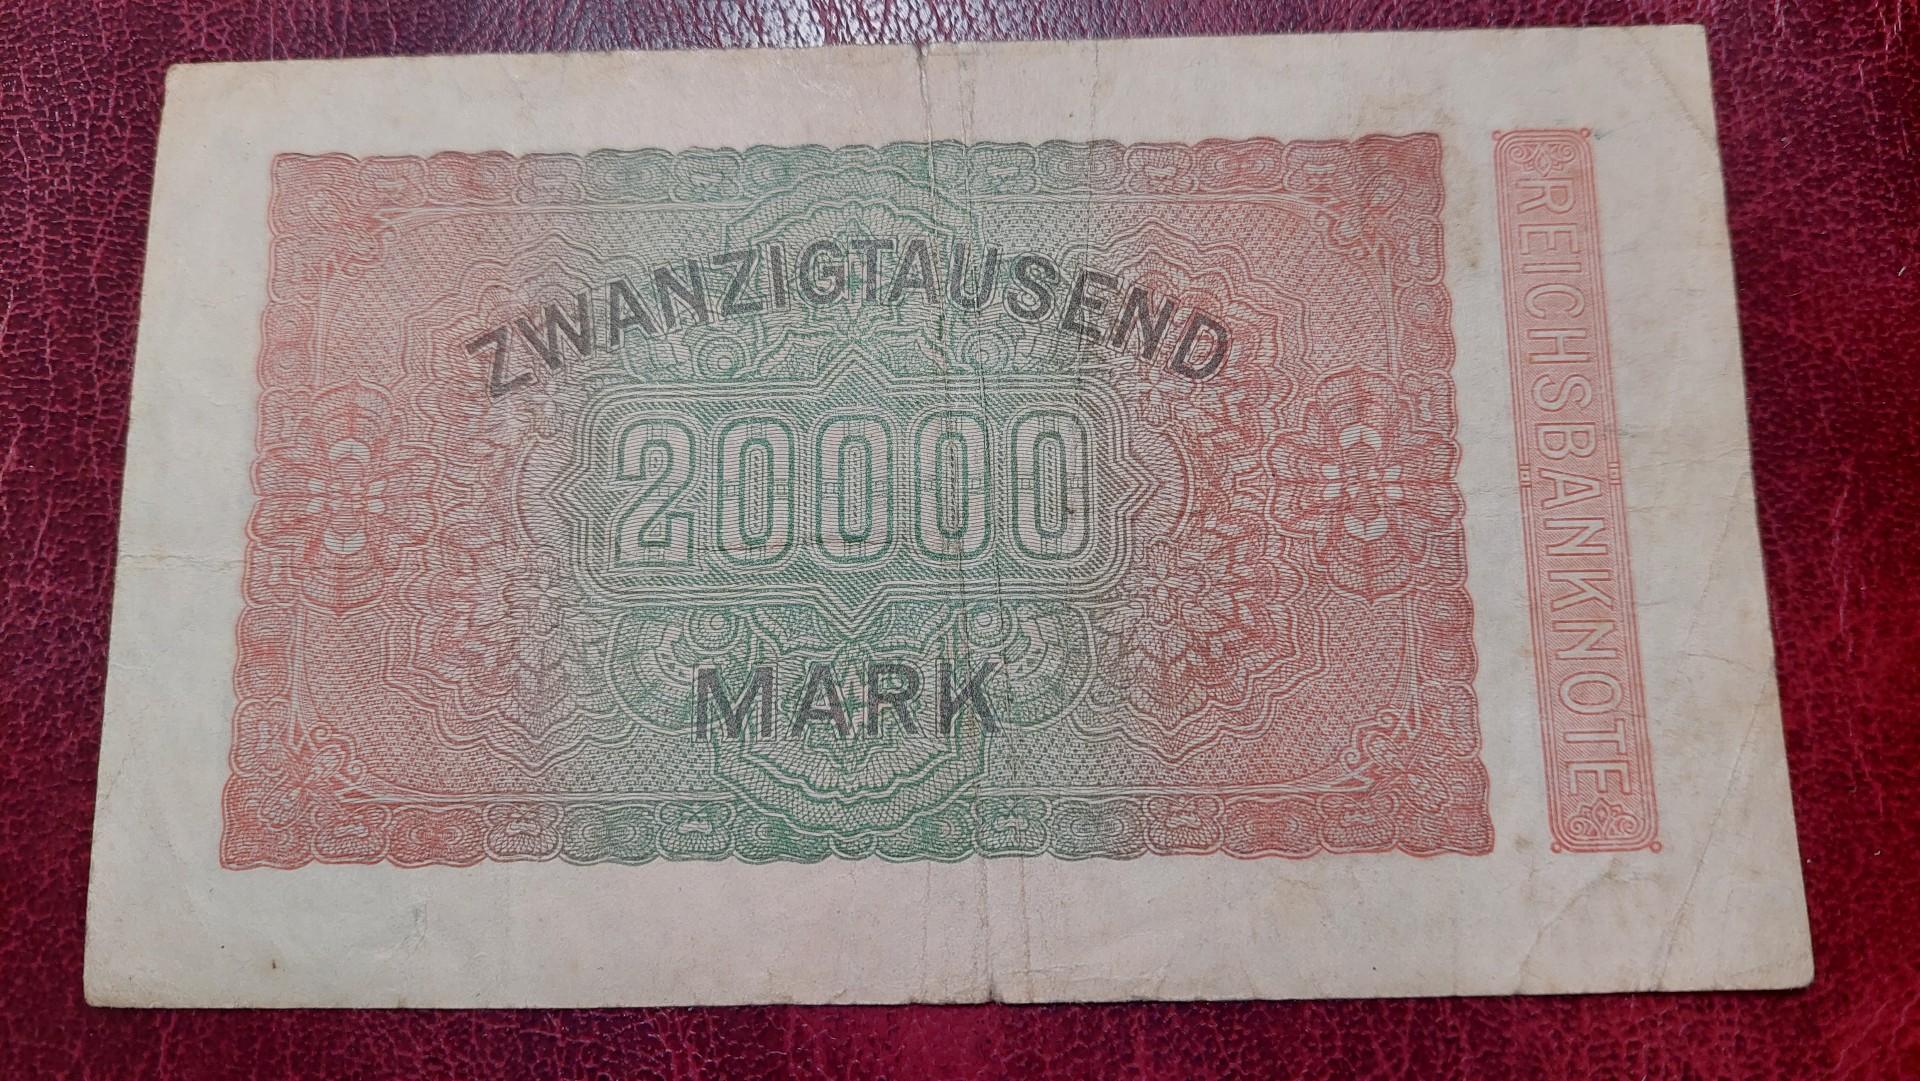 ZWANZIGTAUSEND
20000
MARK
REICHSBANKNOTE